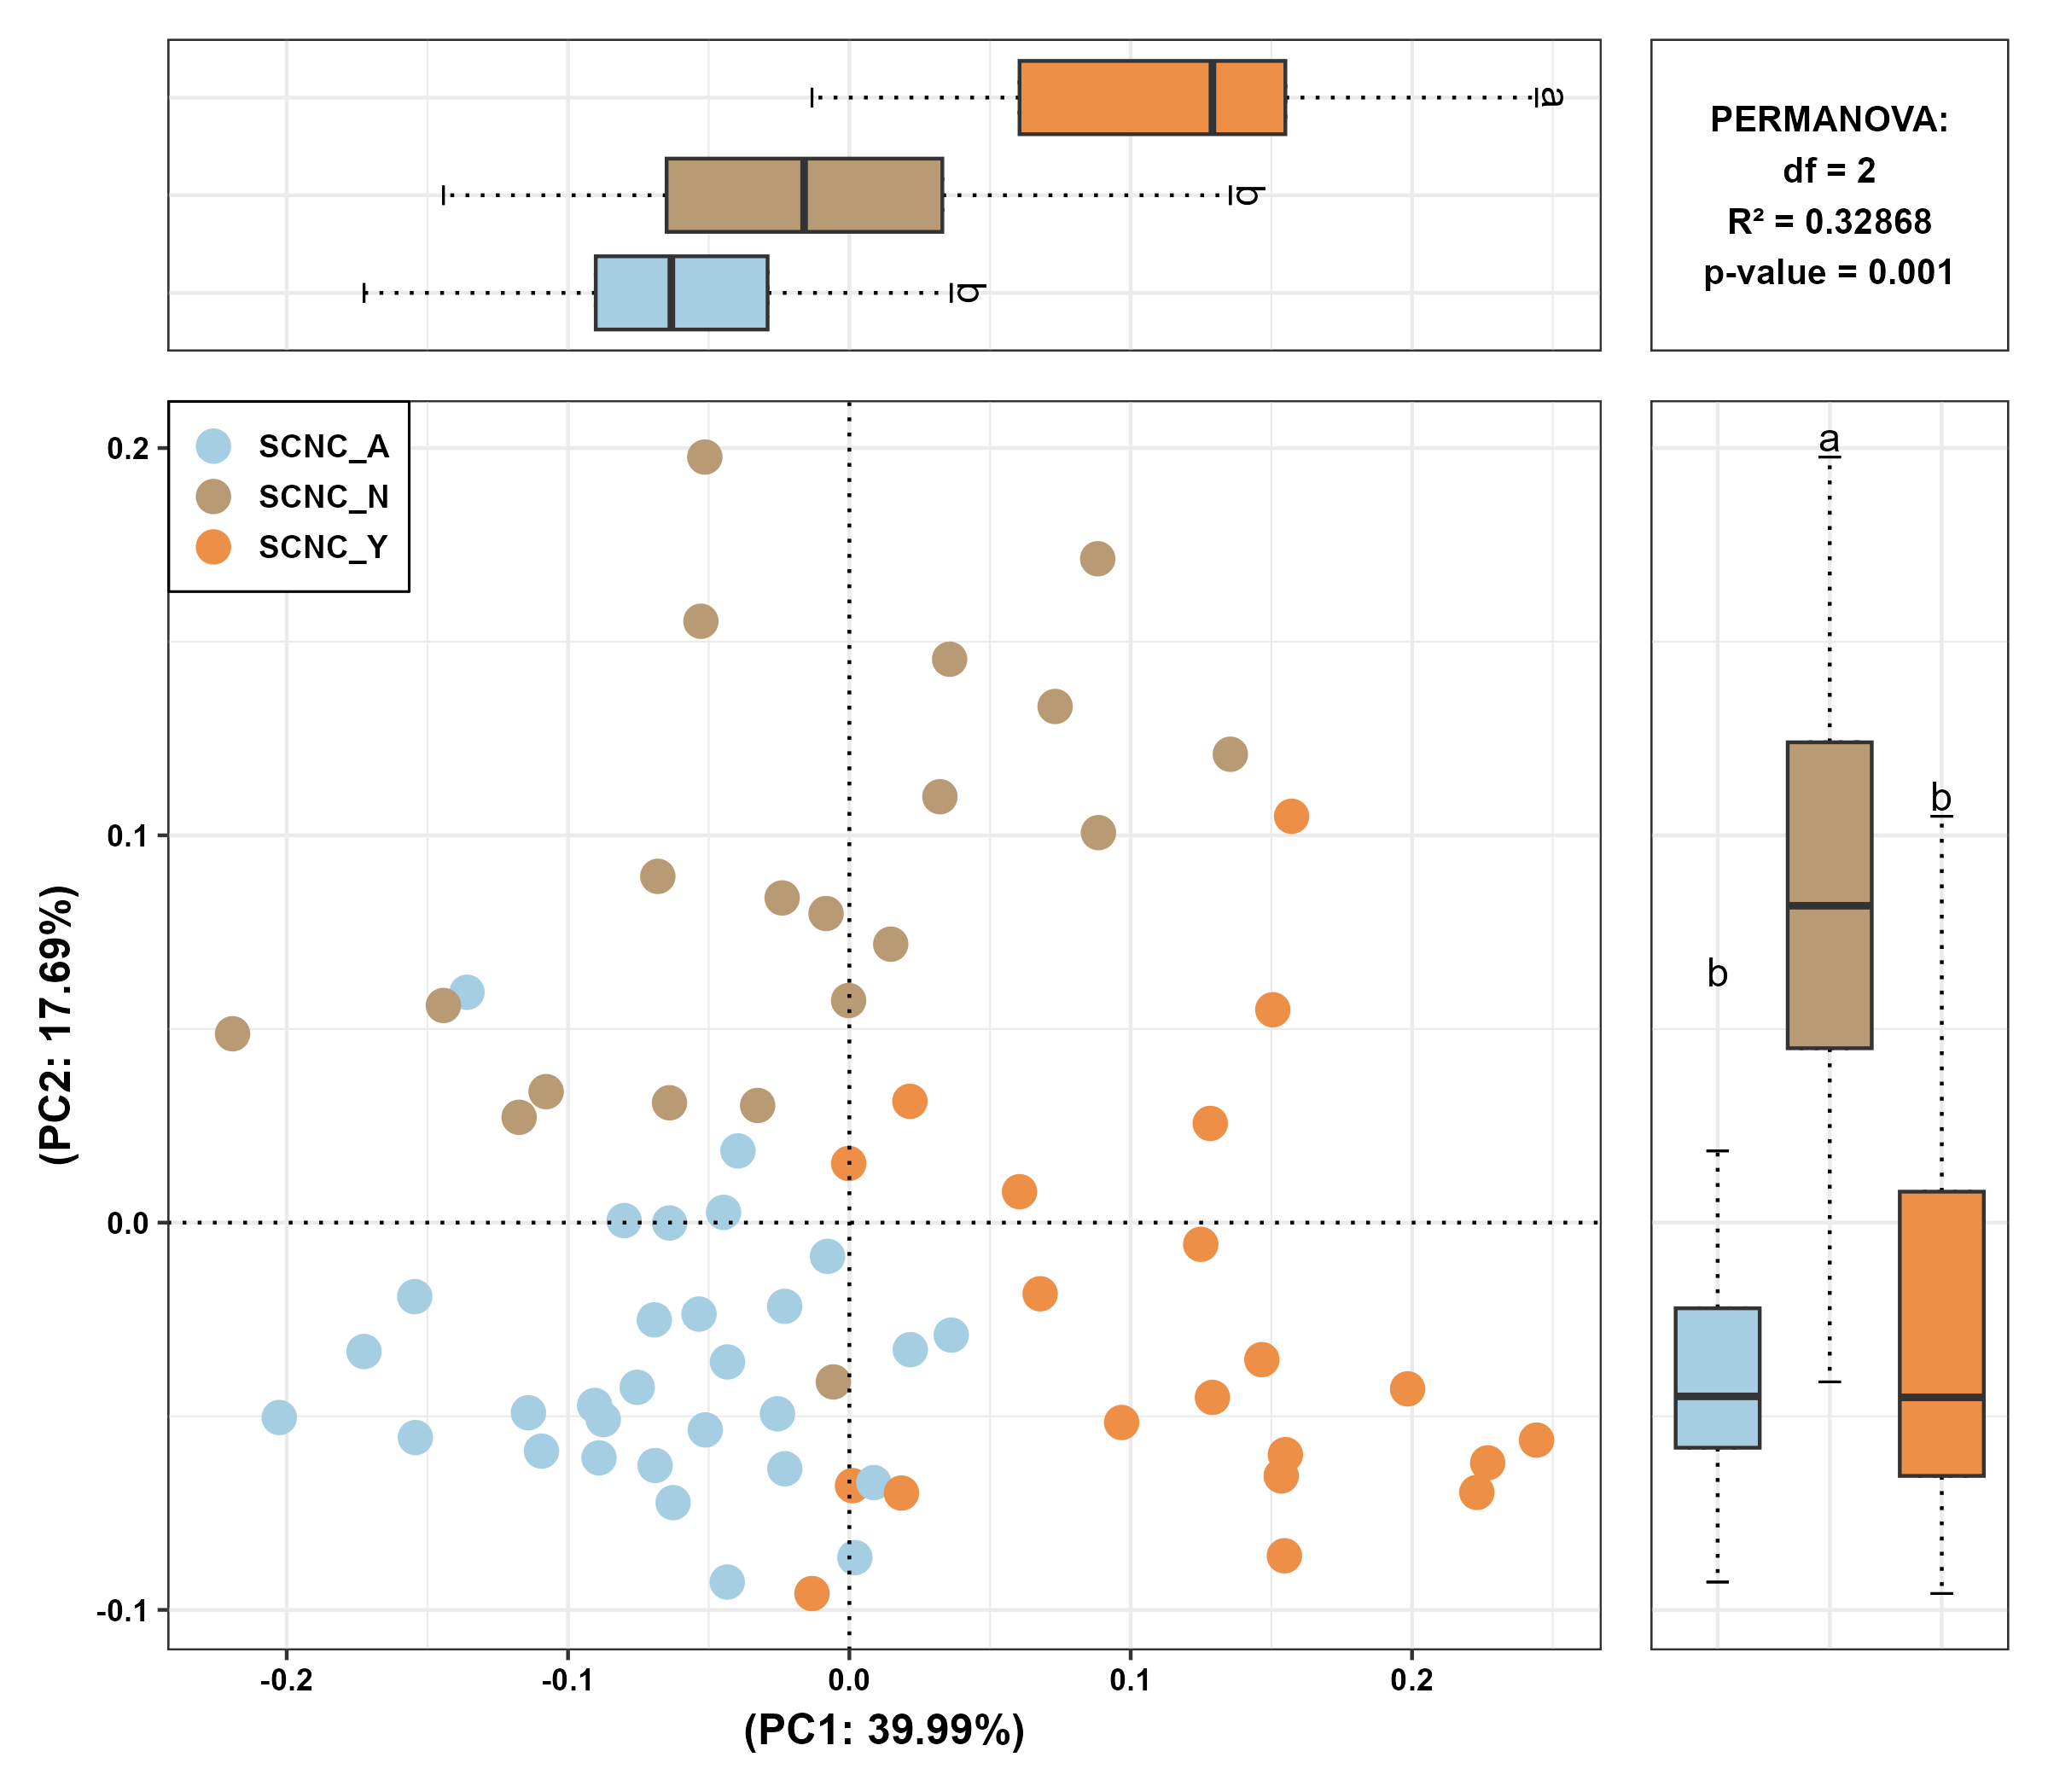 a
b
b
PERMANOVA:
df = 2
R² = 0.32868
p-value = 0.001
SCNC_A
SCNC_N
SCNC_Y
0.2
0.1
0.0
-0.1
(PC2: 17.69%)
a
b
b
-0.2
-0.1
0.0
0.1
0.2
(PC1: 39.99%)